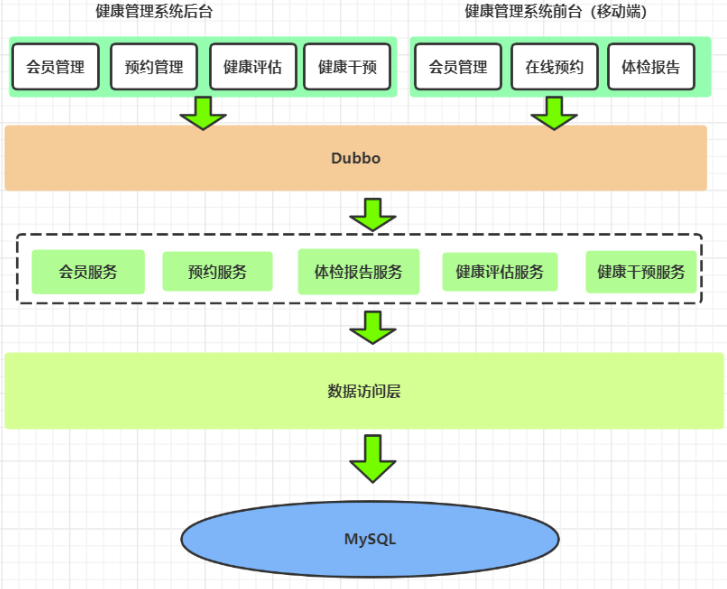 健康管理系统后台
健康管理系统前台（移动端）
会员管理
预约管理
健康评估
健康干预
会员管理
在线预约
体检报告
Dubbo
会员服务
预约服务
体检报告服务
健康评估服务
健康干预服务
数据访问层
MySQL